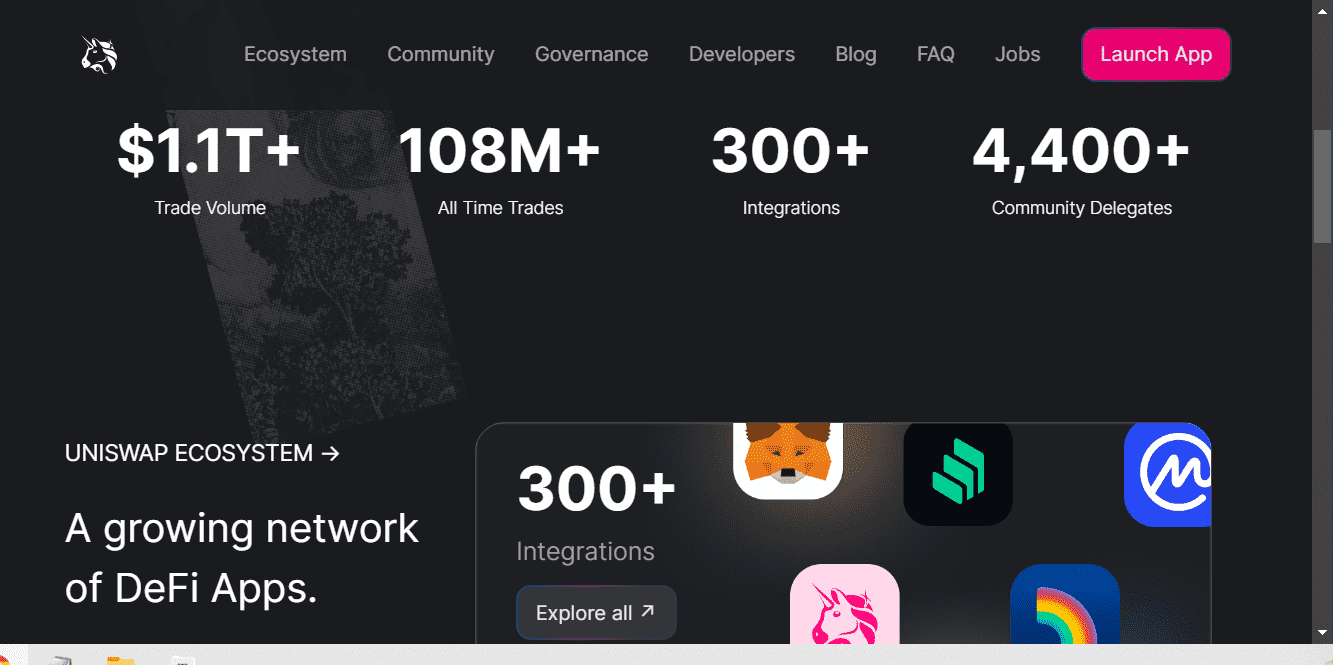 Ecosystem Community Governance Developers Blog FAQ Jobs Launch App
$1.1T+ 108M+ 300+ 4,400+
Trade Volume All Time Trades Integrations Community Delegates
UNISWAP ECOSYSTEM →
A growing network
of DeFi Apps.
300+
Integrations
Explore all ↗